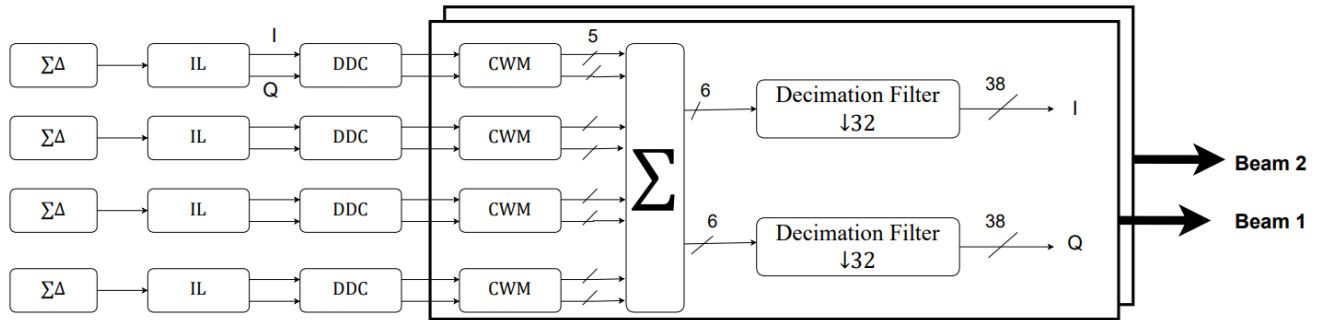 I 5
ΣΔ IL DDC CWM
Q
6 Decimation Filter 38
↓32 I
ΣΔ IL DDC CWM
Σ
Beam 2
ΣΔ IL DDC CWM
Beam 1
6 Decimation Filter 38
↓32 Q
ΣΔ IL DDC CWM